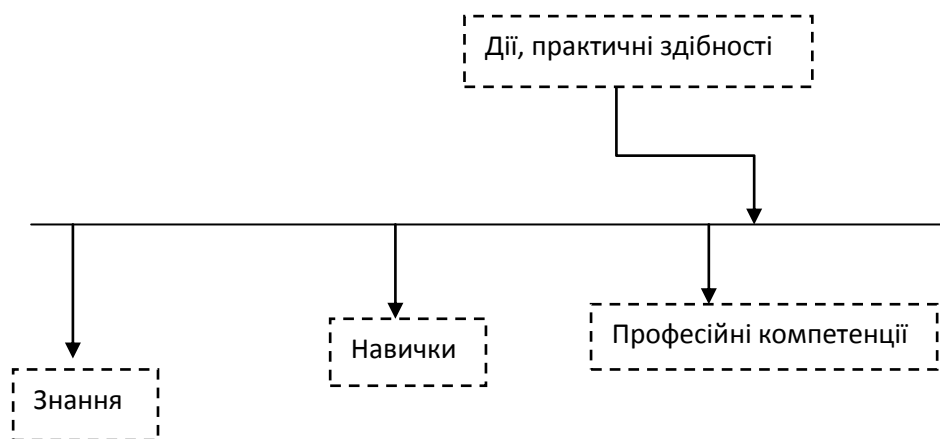 Дії, практичні здібності
Професійні компетенції
Навички
Знання